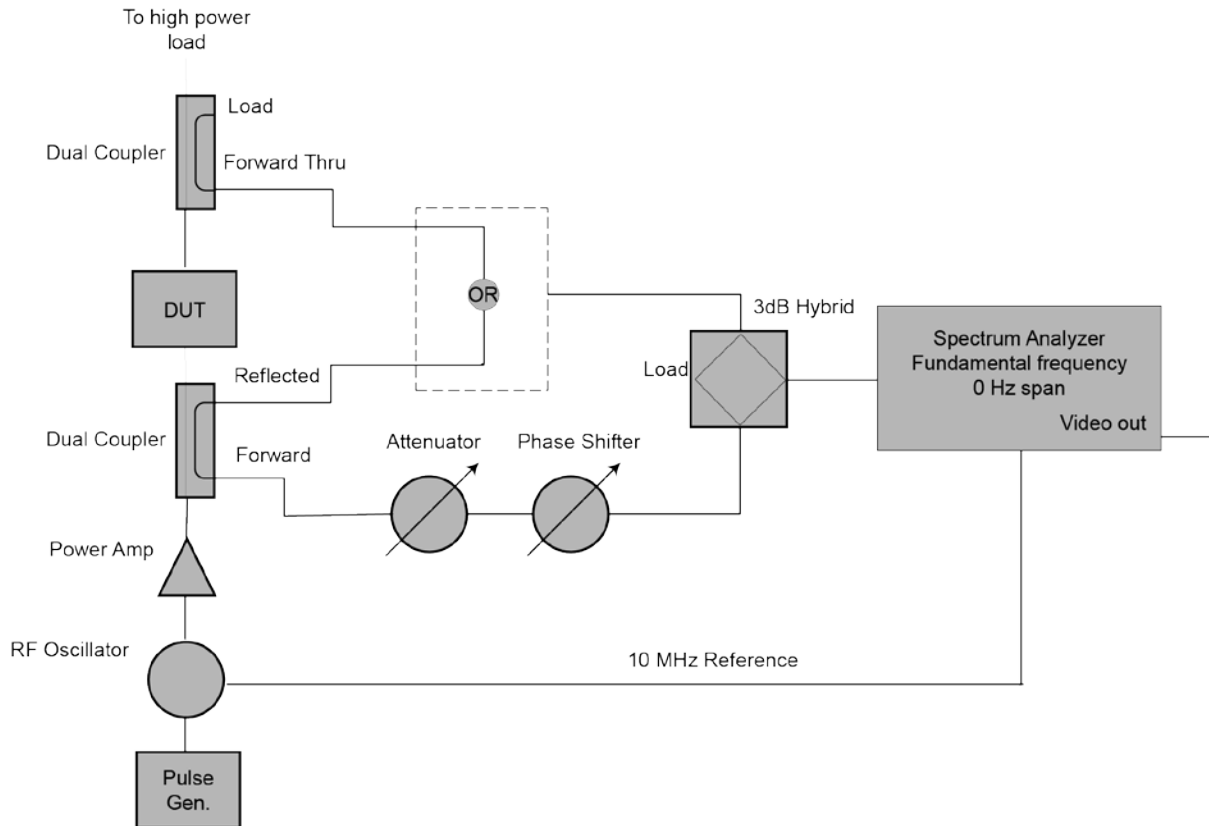 To high power
load
Load
Dual Coupler
Forward Thru
DUT
OR
3dB Hybrid
Load
Spectrum Analyzer
Fundamental frequency
0 Hz span
Video out
Reflected
Dual Coupler
Forward
Attenuator
Phase Shifter
Power Amp
RF Oscillator
10 MHz Reference
Pulse
Gen.